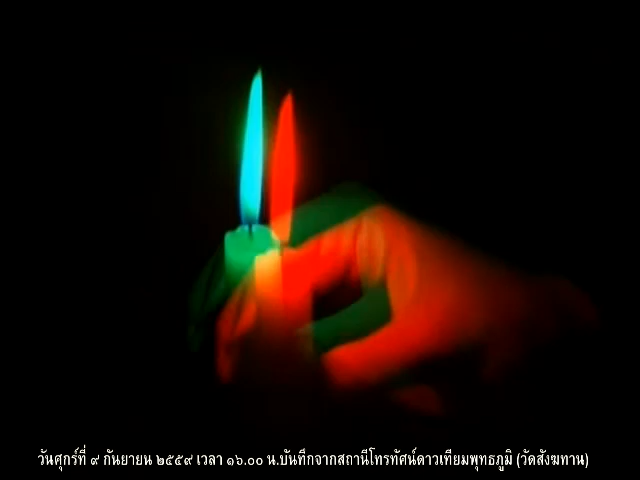 วันศุกร์ที่ ๙ กันยายน ๒๕๕๙ เวลา ๑๖.๐๐ น.บันทึกจากสถานีโทรทัศน์ดาวเทียมพุทธภูมิ (วัดสังฆทาน)